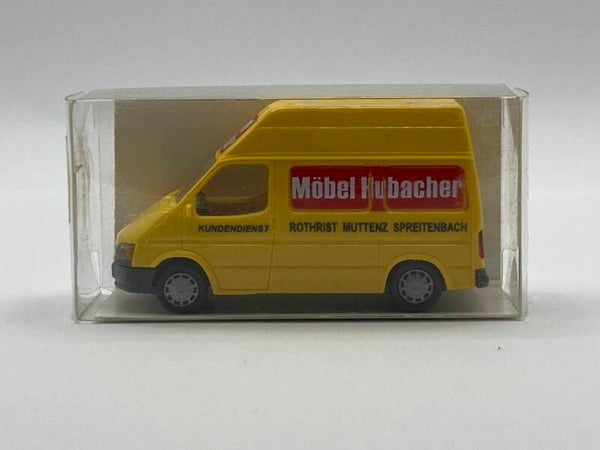 Möbel Hubacher
KUNDENDIENST
ROTHRIST MUTTENZ SPREITENBACH